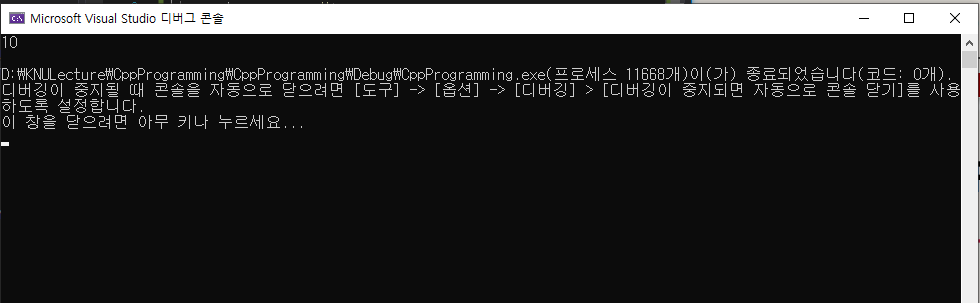 C:\
Microsoft Visual Studio 디버그 콘솔
10
D:₩KNULecture₩CppProgramming₩CppProgramming₩Debug₩CppProgramming.exe(프로세스 11668개)이(가) 종료되었습니다(코드: 0개).
디버깅이 중지될 때 콘솔을 자동으로 닫으려면 [도구] -> [옵션] -> [디버깅] > [디버깅이 중지되면 자동으로 콘솔 닫기]를 사용
하도록 설정합니다.
이 창을 닫으려면 아무 키나 누르세요...